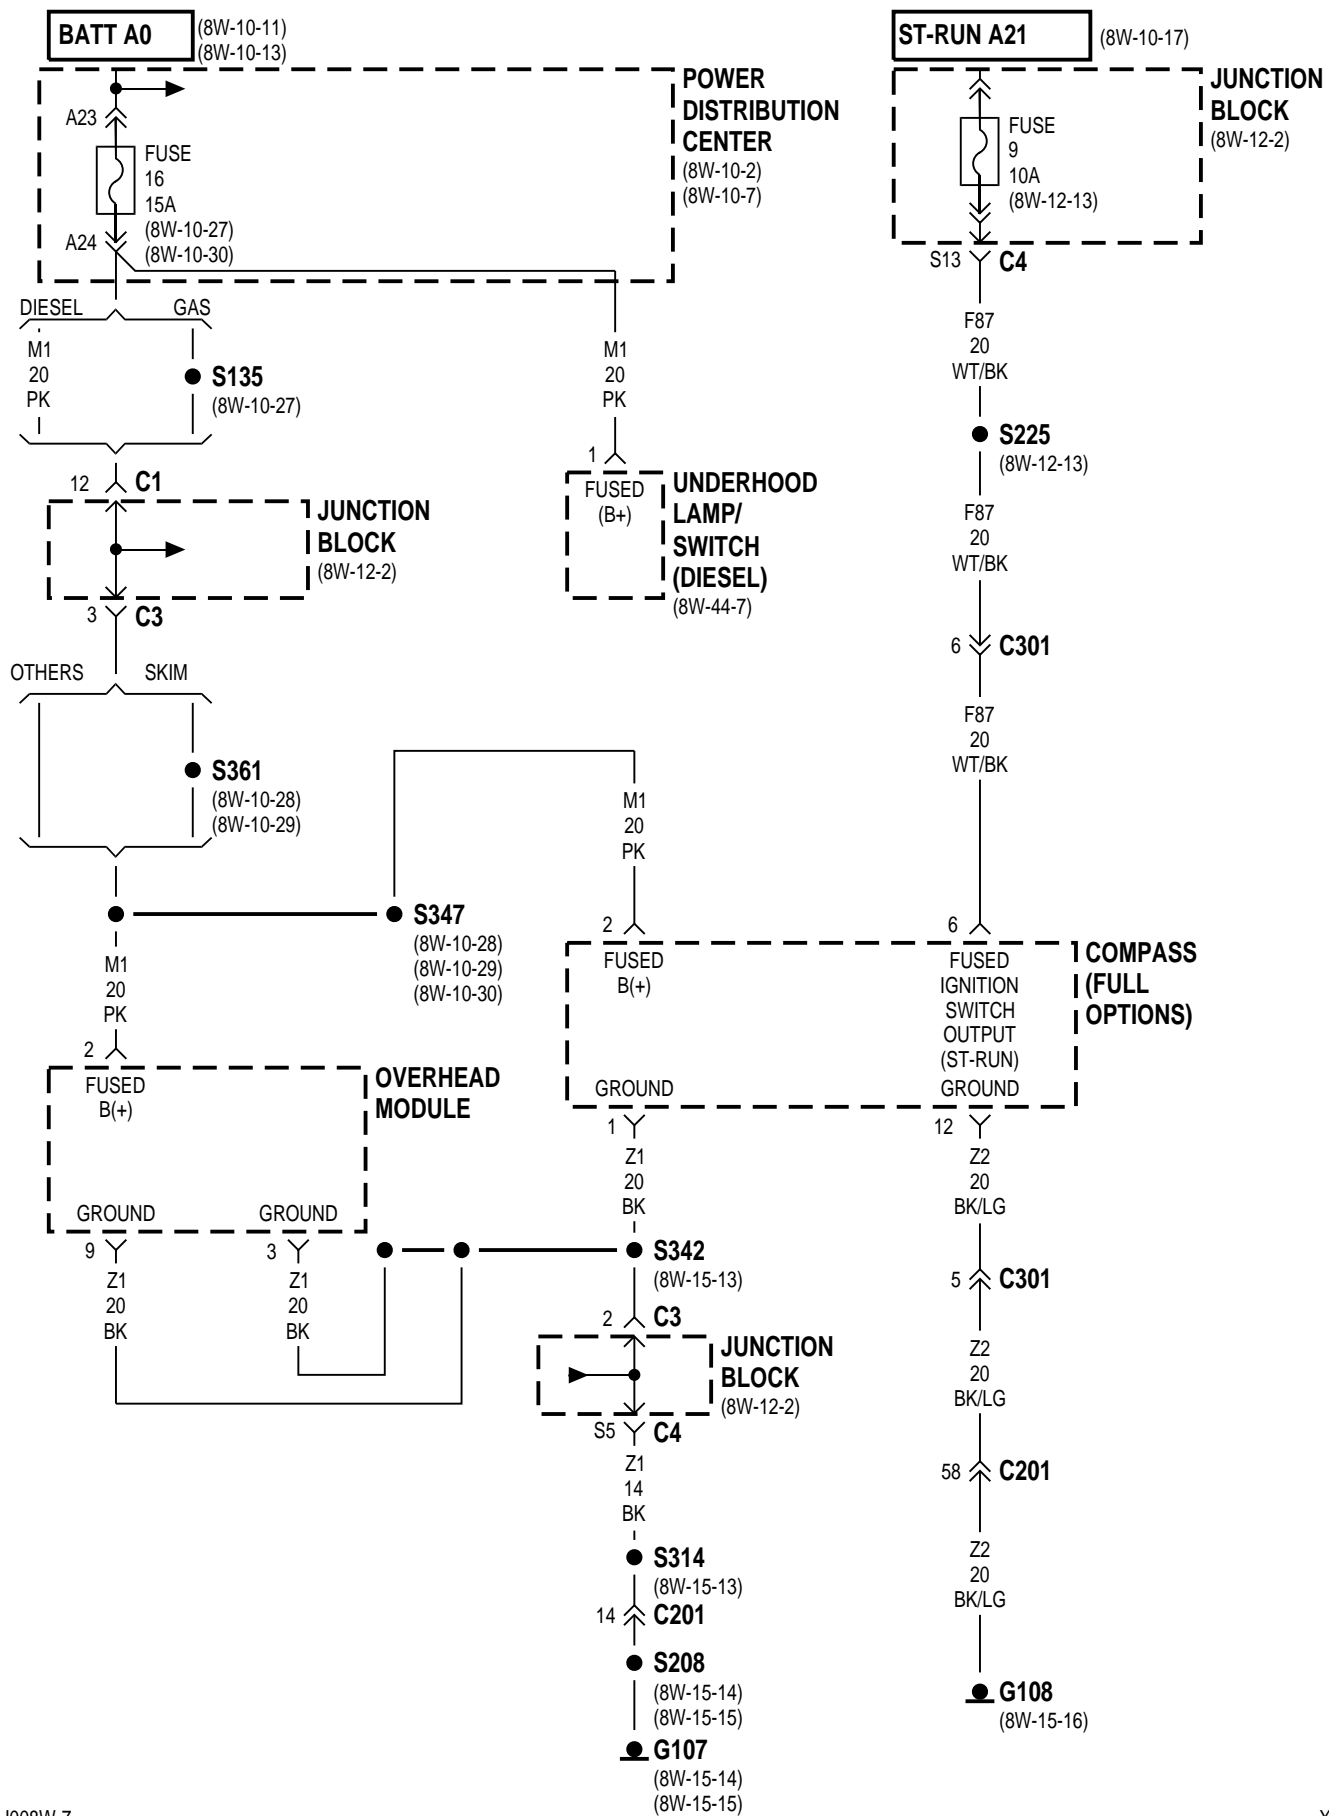 BATT A0
(8W-10-11)
(8W-10-13)
ST-RUN A21
(8W-10-17)
POWER
DISTRIBUTION
CENTER
(8W-10-2)
(8W-10-7)
A23
FUSE
16
15A
(8W-10-27)
(8W-10-30)
A24
JUNCTION
BLOCK
(8W-12-2)
FUSE
9
10A
(8W-12-13)
S13
C4
DIESEL
GAS
M1
20
PK
S135
(8W-10-27)
M1
20
PK
F87
20
WT/BK
S225
(8W-12-13)
12
C1
JUNCTION
BLOCK
(8W-12-2)
3
C3
1
FUSED
(B+)
UNDERHOOD
LAMP/
SWITCH
(DIESEL)
(8W-44-7)
F87
20
WT/BK
6
C301
F87
20
WT/BK
OTHERS
SKIM
S361
(8W-10-28)
(8W-10-29)
M1
20
PK
S347
(8W-10-28)
(8W-10-29)
(8W-10-30)
M1
20
PK
2
FUSED
B(+)
6
FUSED
IGNITION
SWITCH
OUTPUT
(ST-RUN)
COMPASS
(FULL
OPTIONS)
GROUND
GROUND
2
FUSED
B(+)
OVERHEAD
MODULE
GROUND
GROUND
9
3
Z1
20
BK
Z1
20
BK
1
Z1
20
BK
12
Z2
20
BK/LG
S342
(8W-15-13)
2
C3
JUNCTION
BLOCK
(8W-12-2)
S5
C4
Z1
14
BK
S314
(8W-15-13)
14
C201
S208
(8W-15-14)
(8W-15-15)
G107
(8W-15-14)
(8W-15-15)
5
C301
Z2
20
BK/LG
58
C201
Z2
20
BK/LG
G108
(8W-15-16)